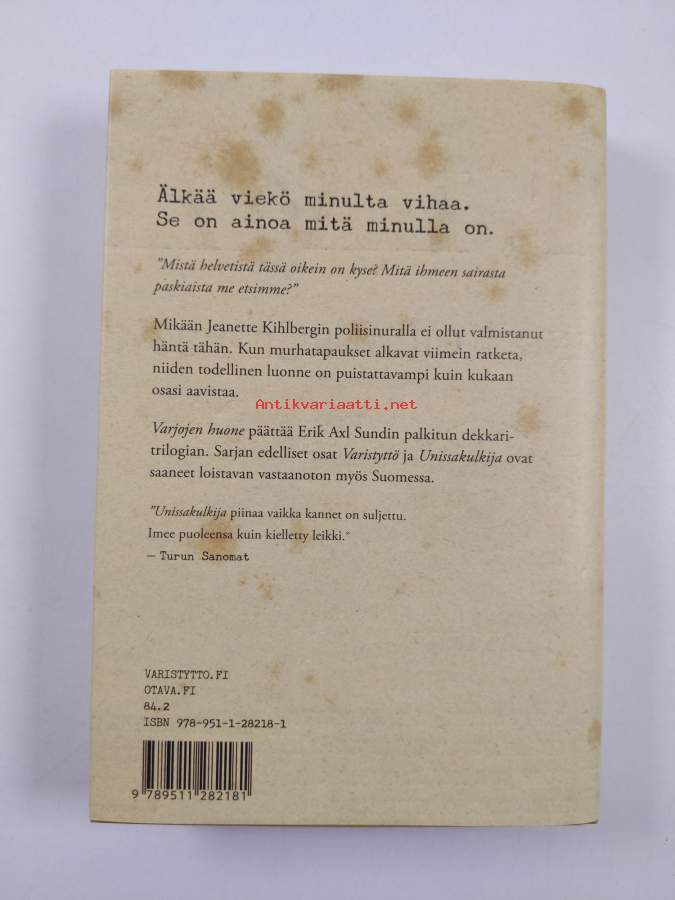 Älkää viekö minulta vihaa.
Se on ainoa mitä minulla on.
"Mistä helvetistä tässä oikein on kyse? Mitä ihmeen sairasta
paskiaista me etsimme?"
Mikään Jeanette Kihlbergin poliisinuralla ei ollut valmistanut
häntä tähän. Kun murhatapaukset alkavat viimein ratketa,
niiden todellinen luonne on puistattavampi kuin kukaan
osasi aavistaa.
Antikvariaatti.net
Varjojen huone päättää Erik Axl Sundin palkitun dekkari-
trilogian. Sarjan edelliset osat Varistyttö ja Unissakulkija ovat
saaneet loistavan vastaanoton myös Suomessa.
"Unissakulkija piinaa vaikka kannet on suljettu.
Imee puoleensa kuin kielletty leikki."
– Turun Sanomat
VARISTYTTO.FI
OTAVA.FI
84.2
ISBN 978-951-1-28218-1
9 789511 282181